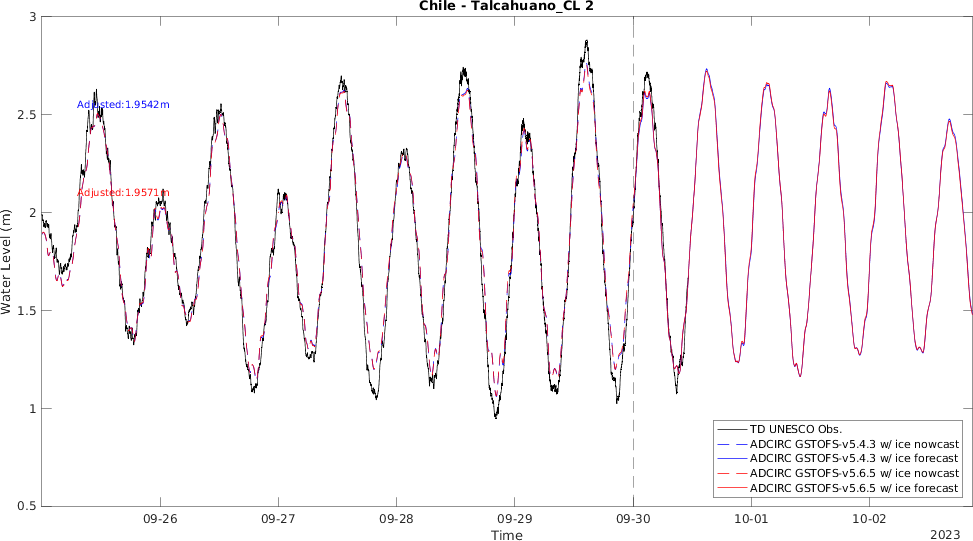 Chile - Talcahuano_CL 2
3
2.5
2
1.5
1
0.5
Water Level (m)
Adjusted:1.9542m
Adjusted:1.9571m
TD UNESCO Obs.
ADCIRC GSTOFS-v5.4.3 w/ ice nowcast
ADCIRC GSTOFS-v5.4.3 w/ ice forecast
ADCIRC GSTOFS-v5.6.5 w/ ice nowcast
ADCIRC GSTOFS-v5.6.5 w/ ice forecast
09-26 09-27 09-28 09-29 09-30 10-01 10-02
Time
2023